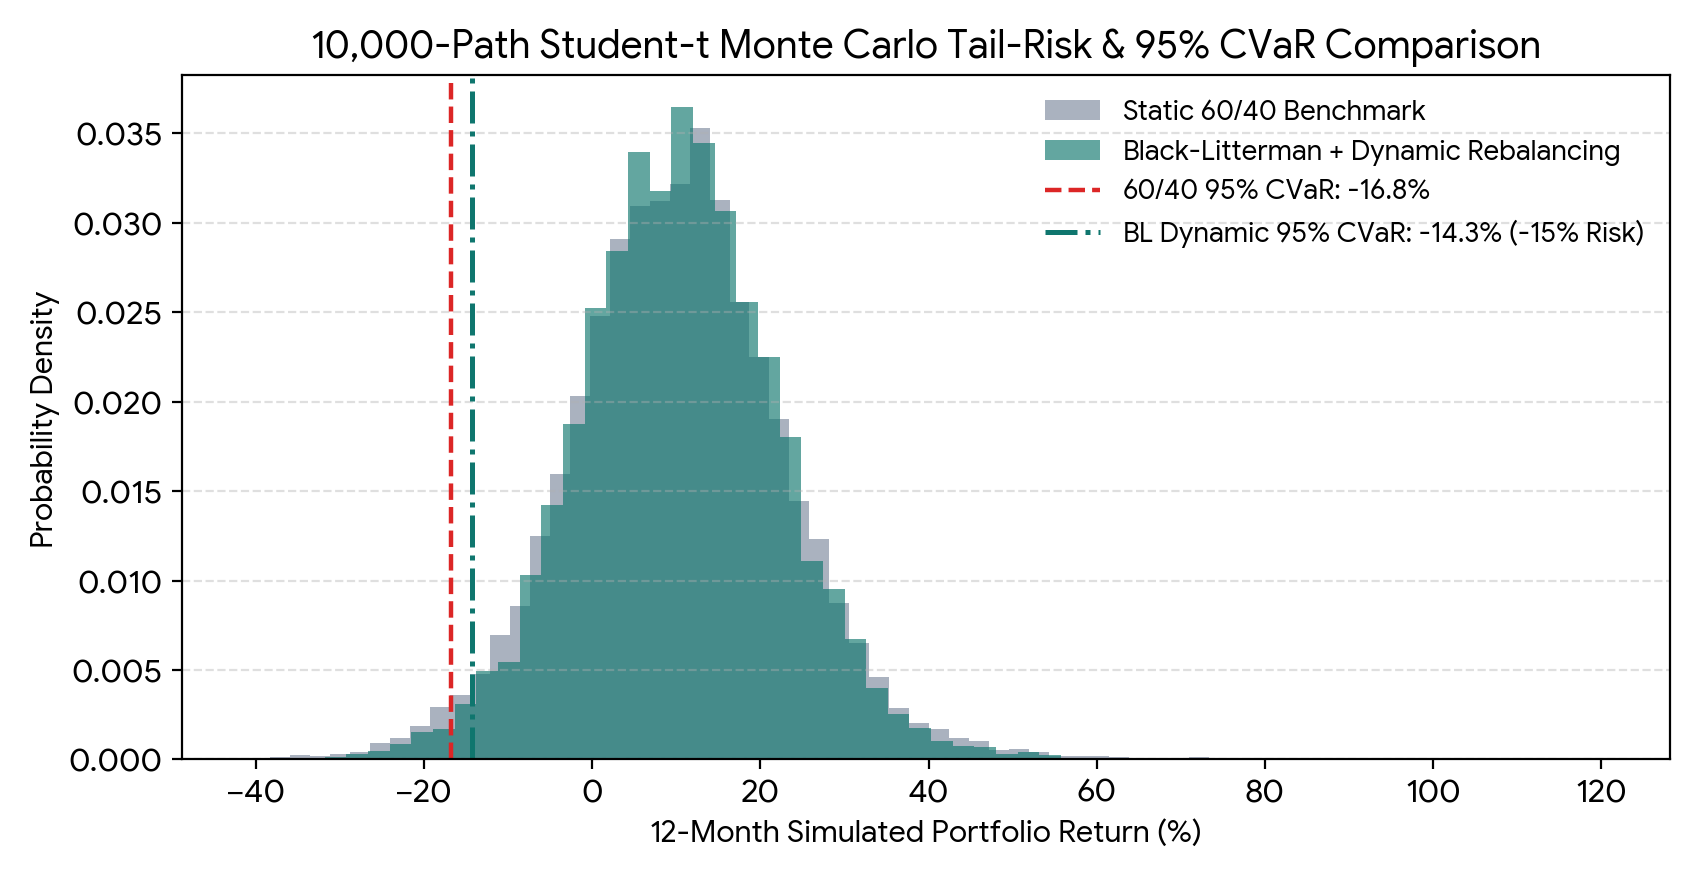 10,000-Path Student-t Monte Carlo Tail-Risk & 95% CVaR Comparison
Static 60/40 Benchmark
Black-Litterman + Dynamic Rebalancing
60/40 95% CVaR: -16.8%
BL Dynamic 95% CVaR: -14.3% (-15% Risk)
Probability Density
0.035
0.030
0.025
0.020
0.015
0.010
0.005
0.000
−40 −20 0 20 40 60 80 100 120
12-Month Simulated Portfolio Return (%)